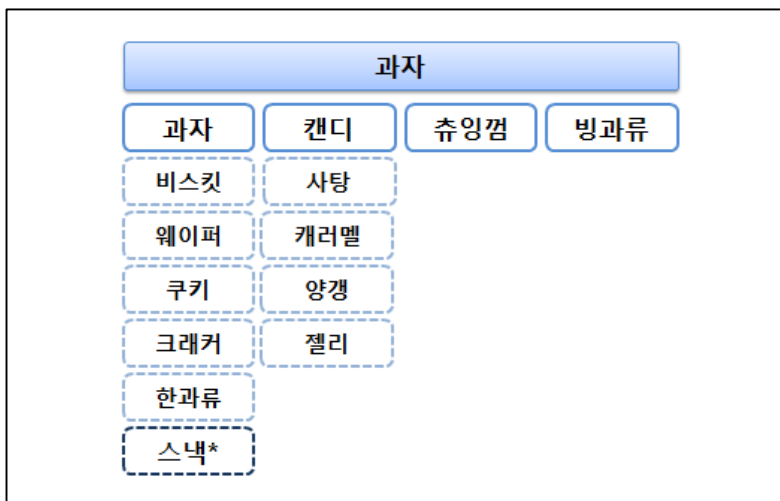 과자
과자 캔디 츄잉껌 빙과류
비스킷 사탕
웨이퍼 캐러멜
쿠키 양갱
크래커 젤리
한과류
스낵*